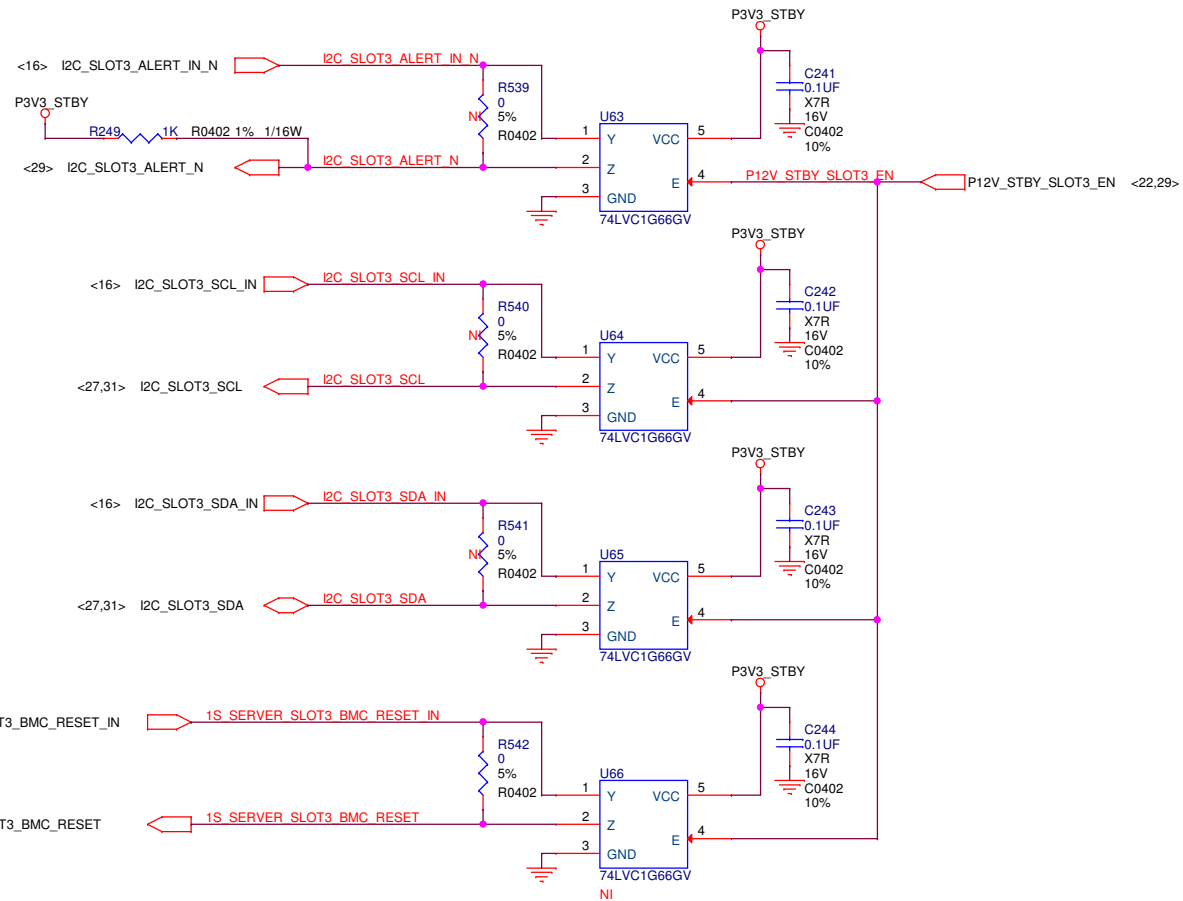 P3V3_STBY
<16> I2C_SLOT3_ALERT_IN_N
I2C_SLOT3_ALERT_IN_N
C241
0.1UF
X7R
16V
C0402
10%
R539
0
NI
5%
R0402
P3V3_STBY
R249 1K R0402 1% 1/16W
U63
1 Y VCC 5
<29> I2C_SLOT3_ALERT_N
I2C_SLOT3_ALERT_N
2 Z
E 4
P12V_STBY_SLOT3_EN
P12V_STBY_SLOT3_EN <22,29>
3 GND
74LVC1G66GV
P3V3_STBY
<16> I2C_SLOT3_SCL_IN
I2C_SLOT3_SCL_IN
C242
0.1UF
X7R
16V
C0402
10%
R540
0
NI
5%
R0402
U64
1 Y VCC 5
<27,31> I2C_SLOT3_SCL
I2C_SLOT3_SCL
2 Z
E 4
3 GND
74LVC1G66GV
P3V3_STBY
<16> I2C_SLOT3_SDA_IN
I2C_SLOT3_SDA_IN
C243
0.1UF
X7R
16V
C0402
10%
R541
0
NI
5%
R0402
U65
1 Y VCC 5
<27,31> I2C_SLOT3_SDA
I2C_SLOT3_SDA
2 Z
E 4
3 GND
74LVC1G66GV
P3V3_STBY
T3_BMC_RESET_IN
1S_SERVER_SLOT3_BMC_RESET_IN
C244
0.1UF
X7R
16V
C0402
10%
R542
0
5%
R0402
U66
1 Y VCC 5
T3_BMC_RESET
1S_SERVER_SLOT3_BMC_RESET
2 Z
E 4
3 GND
74LVC1G66GV
NI